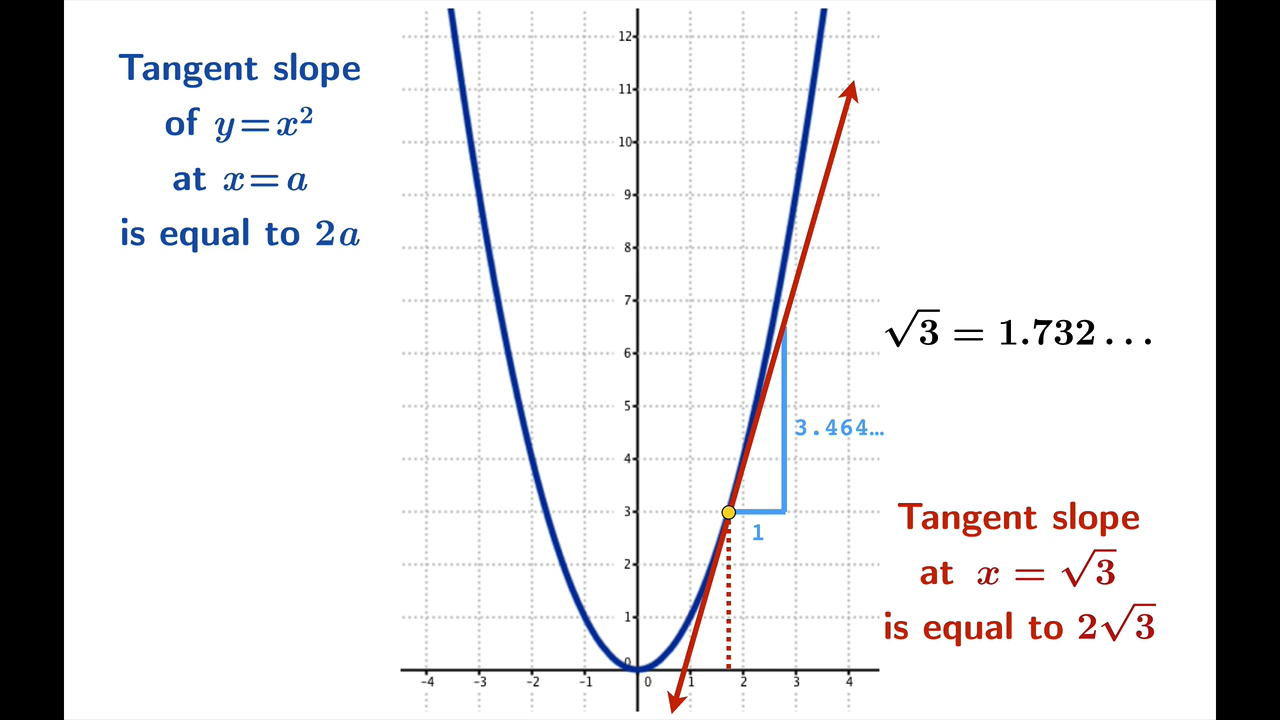 Tangent slope
of y=x²
at x=a
is equal to 2a
12
11
10
9
8
7
6
5
4
3
2
1
0
-4 -3 -2 -1 0 1 2 3 4
3.464…
1
√3 = 1.732…
Tangent slope
at x = √3
is equal to 2√3